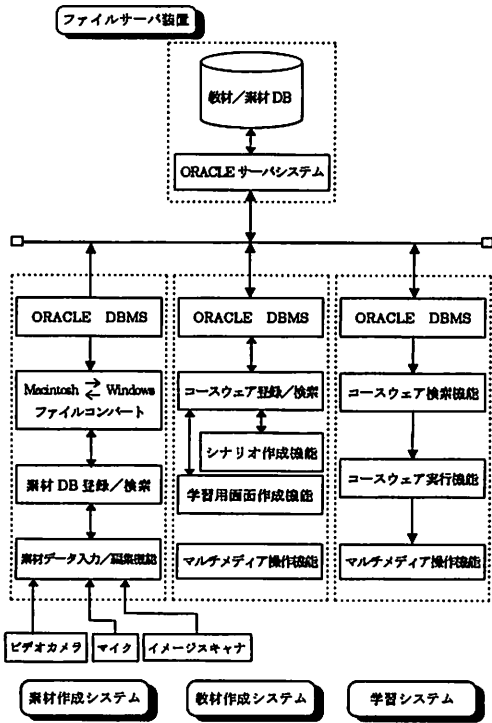 ファイルサーバ装置
教材／素材 DB
ORACLE サーバシステム
ORACLE DBMS
Macintosh ⇄ Windows
ファイルコンバート
素材 DB 登録／検索
素材データ入力／編集機能
ビデオカメラ
マイク
イメージスキャナ
ORACLE DBMS
コースウェア登録／検索
シナリオ作成機能
学習用画面作成機能
マルチメディア操作機能
ORACLE DBMS
コースウェア検索機能
コースウェア実行機能
マルチメディア操作機能
素材作成システム
教材作成システム
学習システム